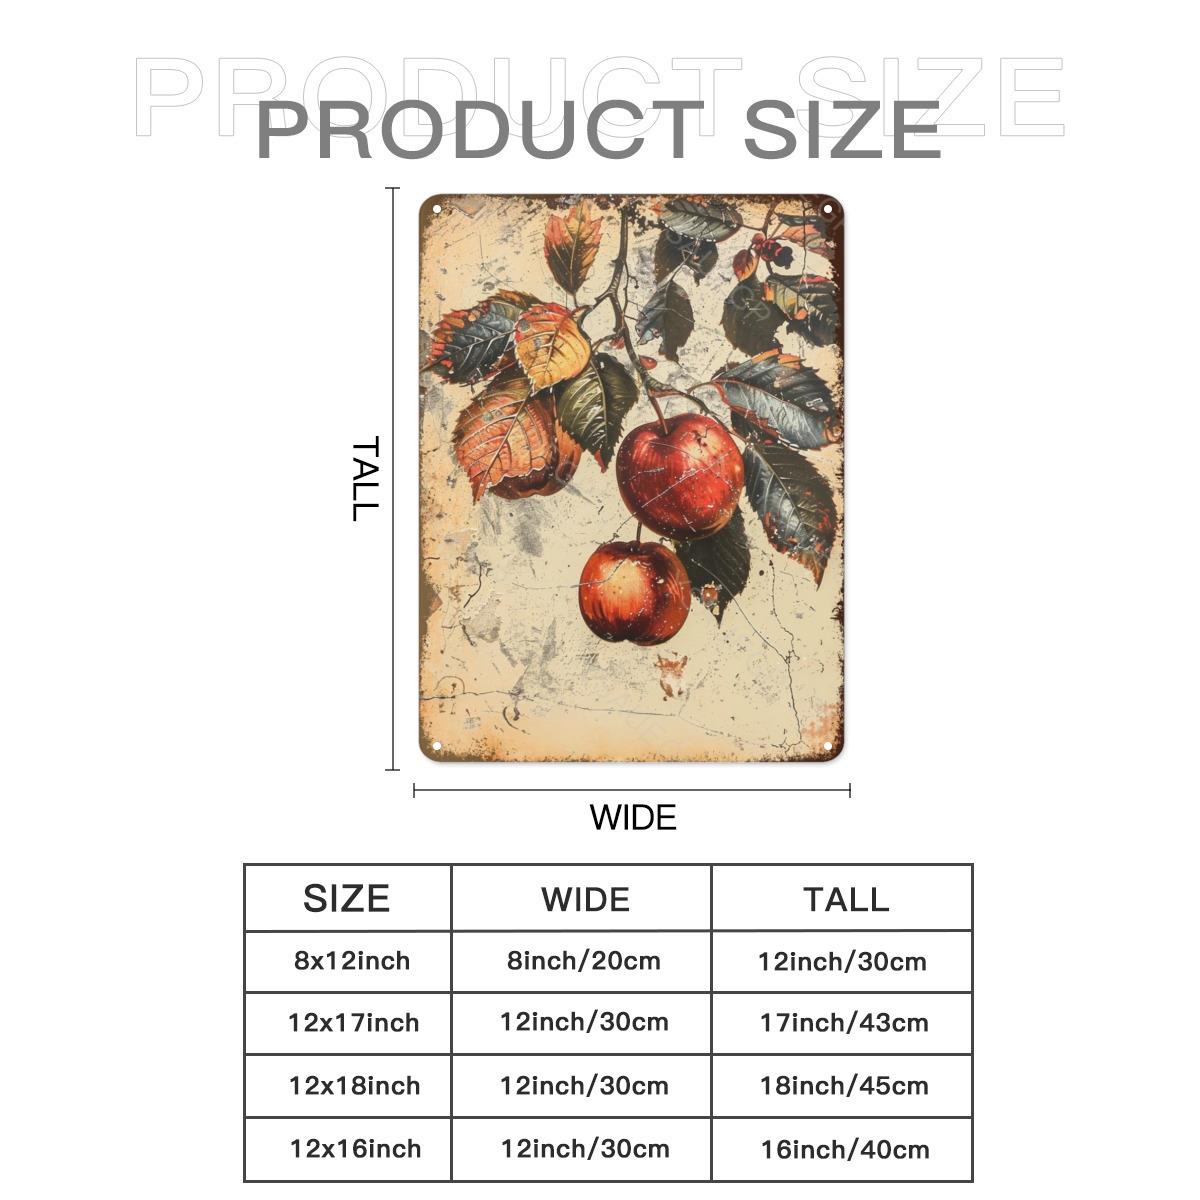 PRODUCT SIZE
PRODUCT SIZE
TALL
WIDE
SIZE WIDE TALL
8x12inch 8inch/20cm 12inch/30cm
12x17inch 12inch/30cm 17inch/43cm
12x18inch 12inch/30cm 18inch/45cm
12x16inch 12inch/30cm 16inch/40cm